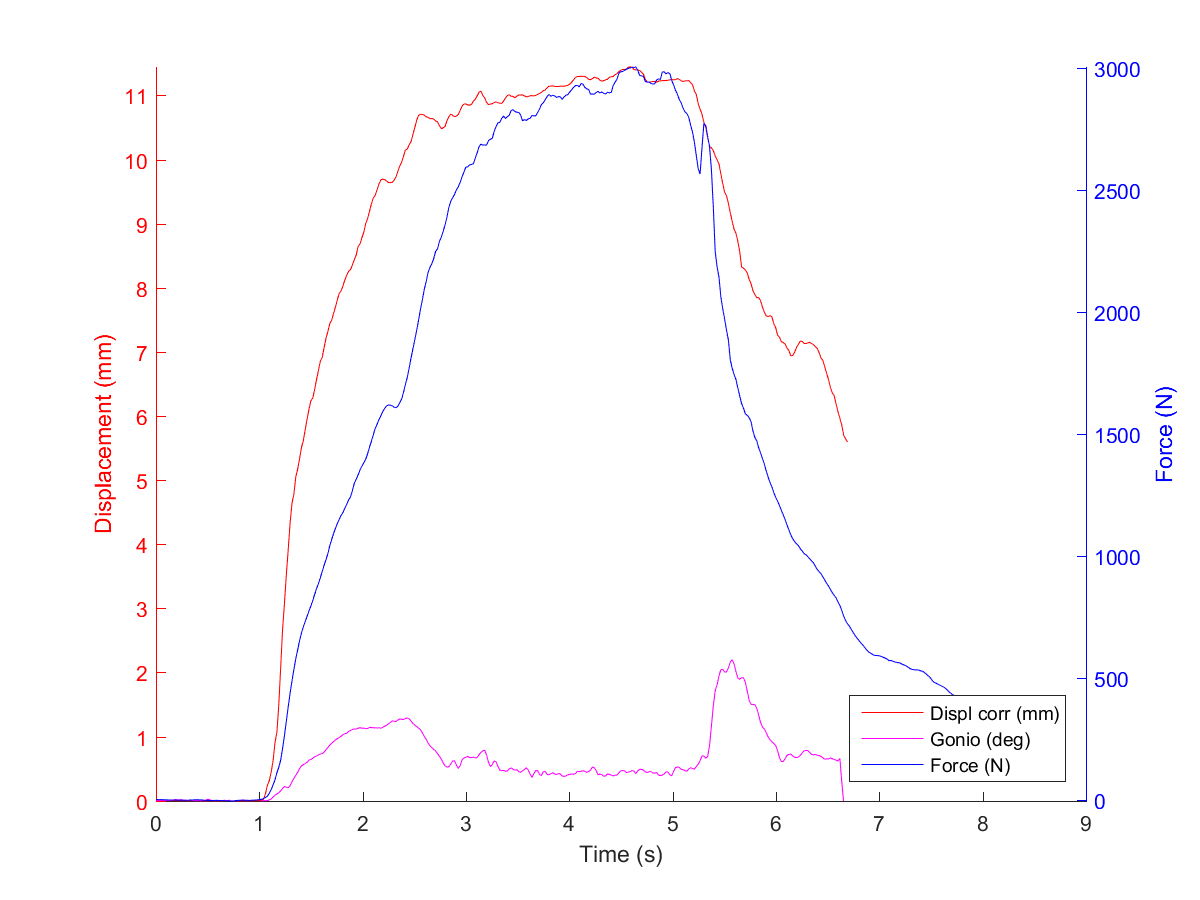 11
10
9
8
7
6
5
4
3
2
1
0
Displacement (mm)
3000
2500
2000
1500
1000
500
0
Force (N)
Displ corr (mm)
Gonio (deg)
Force (N)
0 1 2 3 4 5 6 7 8 9
Time (s)